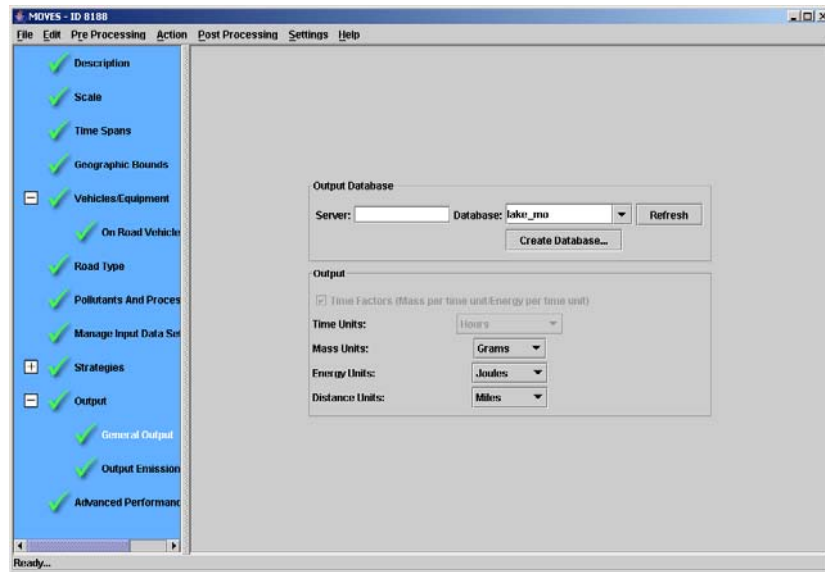 MOVES - ID 8188
File Edit Pre Processing Action Post Processing Settings Help
Description
Scale
Time Spans
Geographic Bounds
Vehicles/Equipment
On Road Vehicle
Road Type
Pollutants And Proces
Manage Input Data Set
Strategies
Output
General Output
Output Emission
Advanced Performanc
Output Database
Server: Database: lake_mo Refresh
Create Database...
Output
Time Factors (Mass per time unit/Energy per time unit)
Time Units: Hours
Mass Units: Grams
Energy Units: Joules
Distance Units: Miles
Ready...